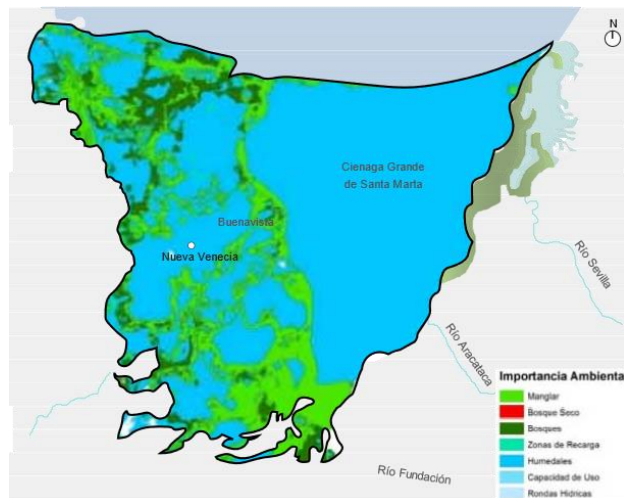 N
Cienaga Grande
de Santa Marta
Buenavista
Nueva Venecia
Río Sevilla
Río Aracataca
Río Fundación
Importancia Ambienta
Manglar
Bosque Seco
Bosques
Zonas de Recarga
Humedales
Capacidad de Uso
Rondas Hidricas